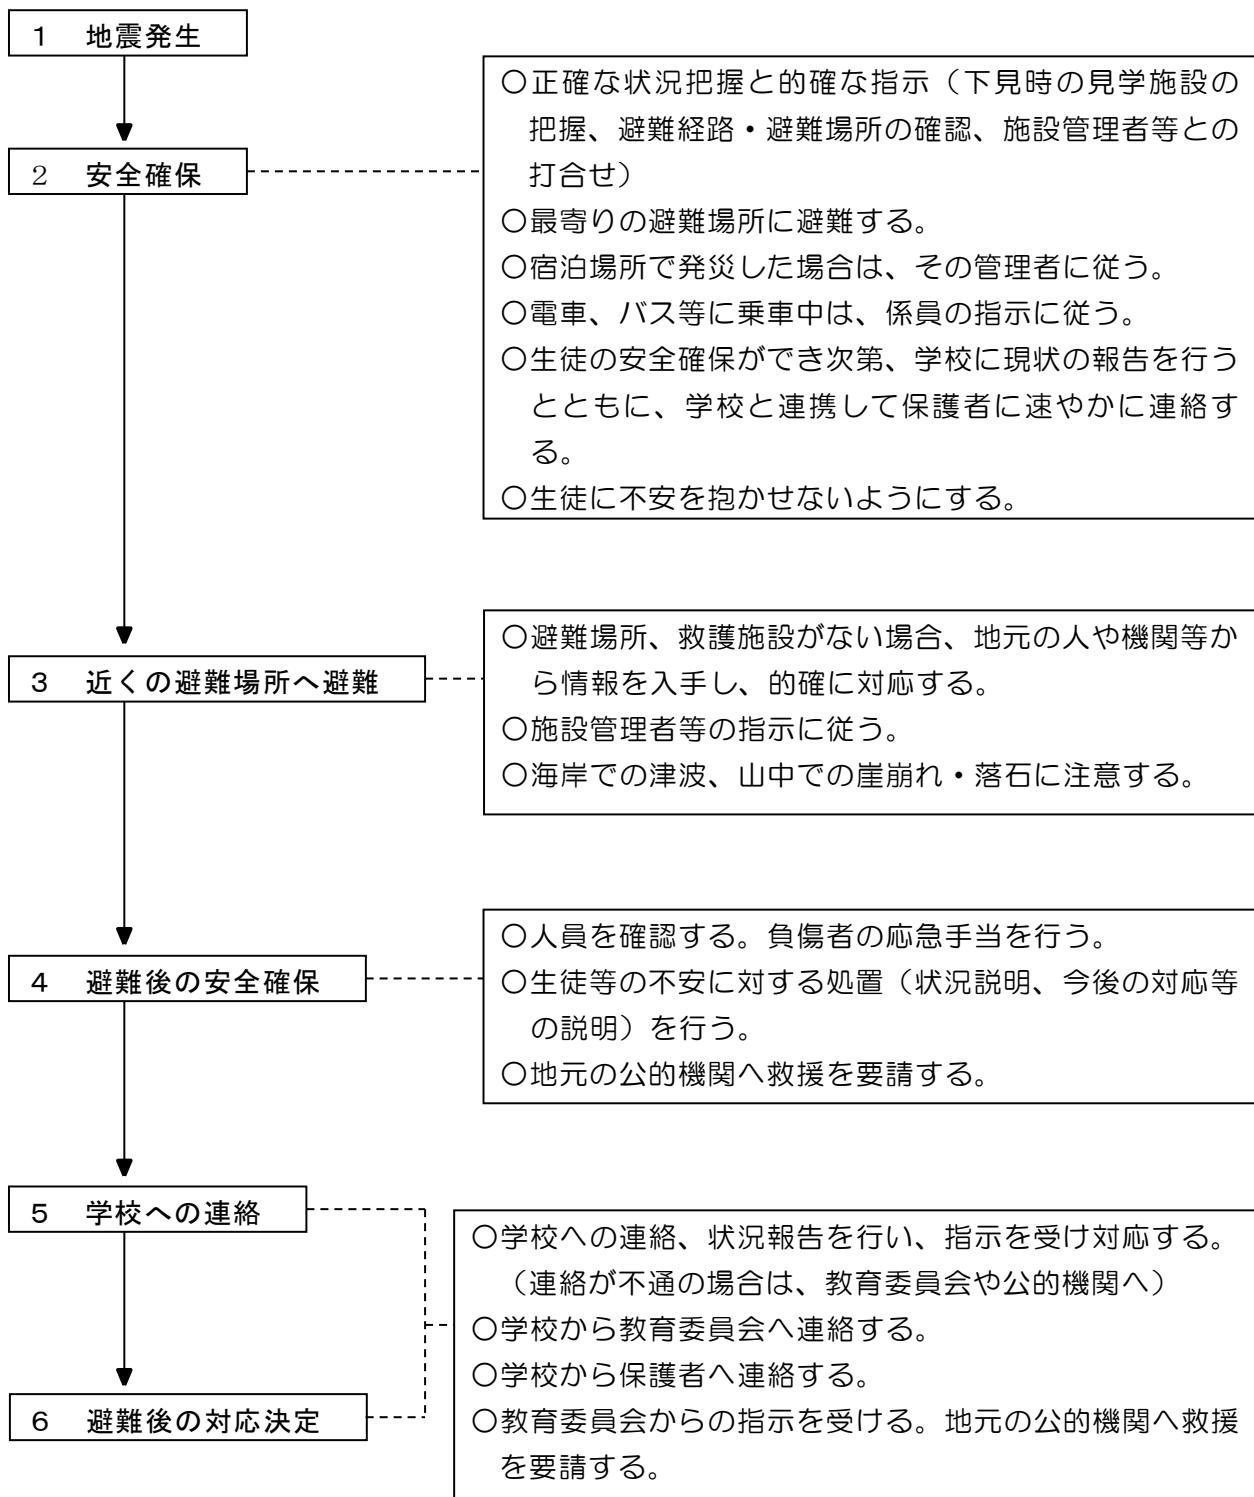 １　地震発生
２　安全確保
〇正確な状況把握と的確な指示（下見時の見学施設の
把握、避難経路・避難場所の確認、施設管理者等との
打合せ）
〇最寄りの避難場所に避難する。
〇宿泊場所で発災した場合は、その管理者に従う。
〇電車、バス等に乗車中は、係員の指示に従う。
〇生徒の安全確保ができ次第、学校に現状の報告を行う
とともに、学校と連携して保護者に速やかに連絡す
る。
〇生徒に不安を抱かせないようにする。
３　近くの避難場所へ避難
〇避難場所、救護施設がない場合、地元の人や機関等か
ら情報を入手し、的確に対応する。
〇施設管理者等の指示に従う。
〇海岸での津波、山中での崖崩れ・落石に注意する。
４　避難後の安全確保
〇人員を確認する。負傷者の応急手当を行う。
〇生徒等の不安に対する処置（状況説明、今後の対応等
の説明）を行う。
〇地元の公的機関へ救援を要請する。
５　学校への連絡
６　避難後の対応決定
〇学校への連絡、状況報告を行い、指示を受け対応する。
（連絡が不通の場合は、教育委員会や公的機関へ）
〇学校から教育委員会へ連絡する。
〇学校から保護者へ連絡する。
〇教育委員会からの指示を受ける。地元の公的機関へ救援
を要請する。